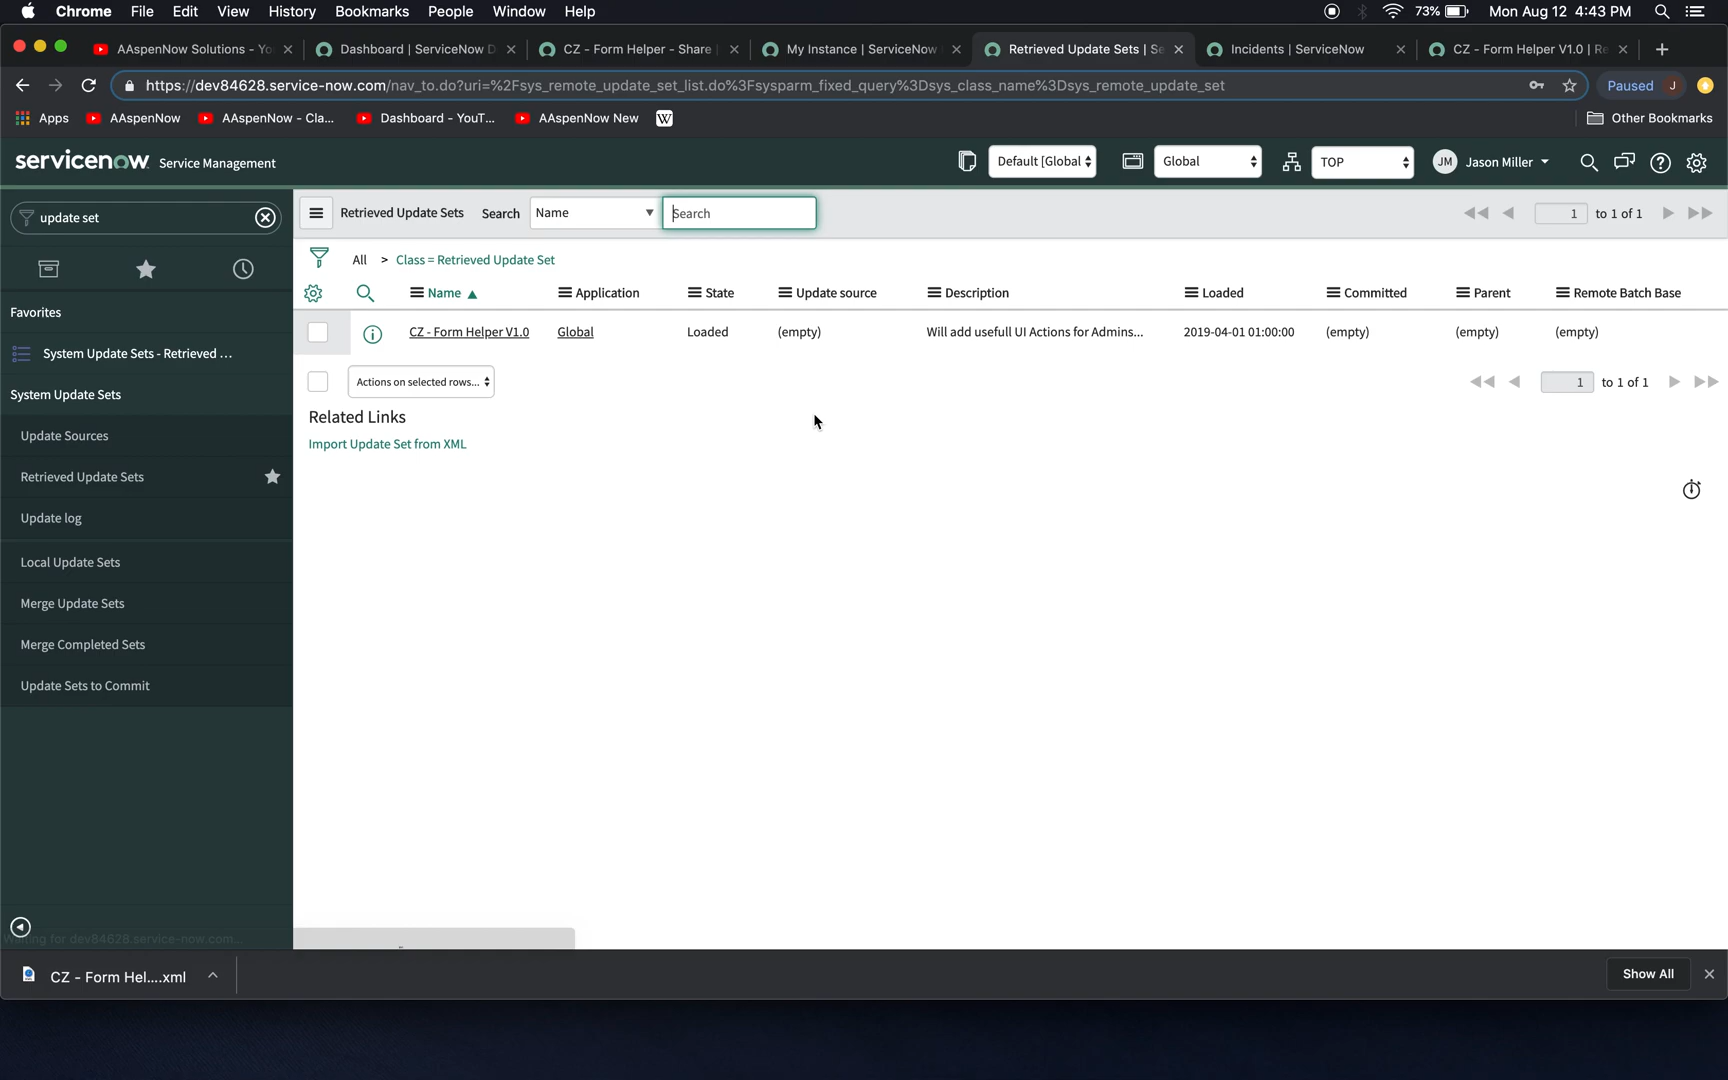 Chrome File Edit View History Bookmarks People Window Help 73% Mon Aug 12 4:43 PM
AAspenNow Solutions - Yo Dashboard | ServiceNow D CZ - Form Helper - Share My Instance | ServiceNow Retrieved Update Sets | Se Incidents | ServiceNow CZ - Form Helper V1.0 | Re
https://dev84628.service-now.com/nav_to.do?uri=%2Fsys_remote_update_set_list.do%3Fsysparm_fixed_query%3Dsys_class_name%3Dsys_remote_update_set Paused J
Apps AAspenNow AAspenNow - Cla... Dashboard - YouT... AAspenNow New W Other Bookmarks
servicenow Service Management Default [Global Global TOP JM Jason Miller
update set
Retrieved Update Sets Search Name Search 1 to 1 of 1
All > Class = Retrieved Update Set
Name Application State Update source Description Loaded Committed Parent Remote Batch Base
CZ - Form Helper V1.0 Global Loaded (empty) Will add usefull UI Actions for Admins... 2019-04-01 01:00:00 (empty) (empty) (empty)
Actions on selected rows... 1 to 1 of 1
Related Links
Import Update Set from XML
Favorites
System Update Sets - Retrieved ...
System Update Sets
Update Sources
Retrieved Update Sets
Update log
Local Update Sets
Merge Update Sets
Merge Completed Sets
Update Sets to Commit
Waiting for dev84628.service-now.com...
CZ - Form Hel....xml Show All